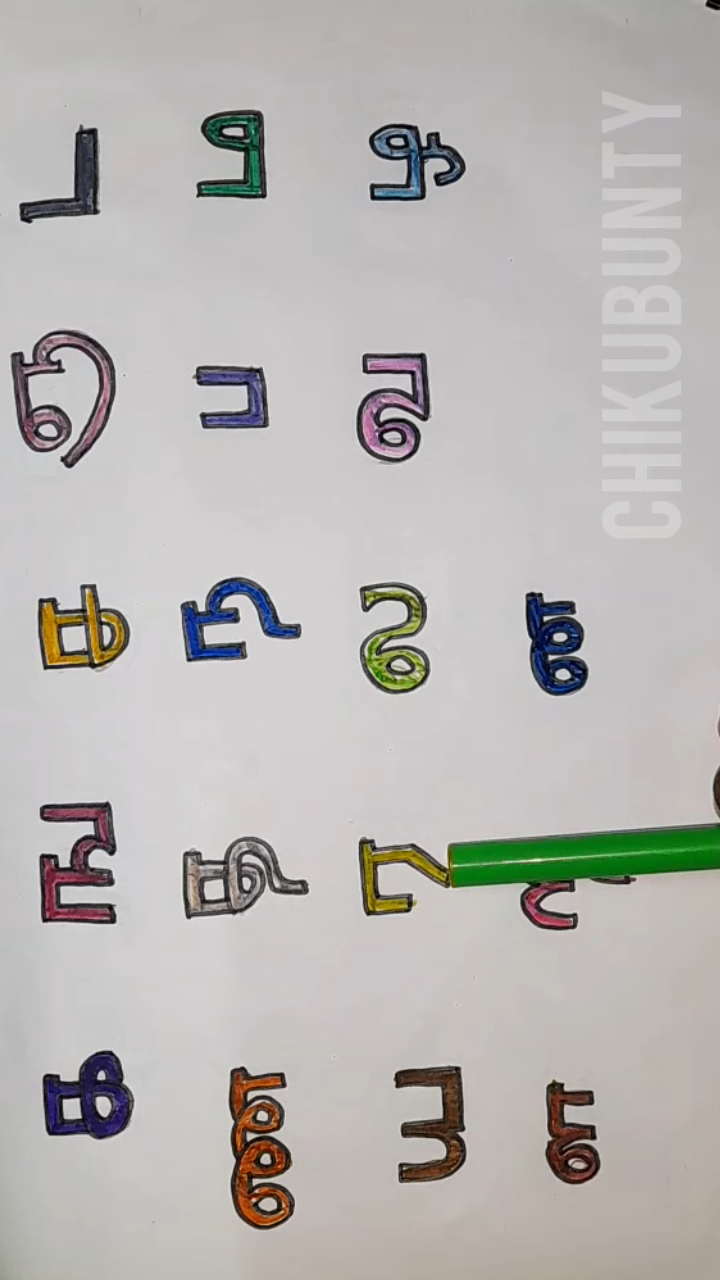 CHIKUBUNTY
க ங ச ஞ ட
ண த ந ப ம
ய ர ல வ ழ
ள ன